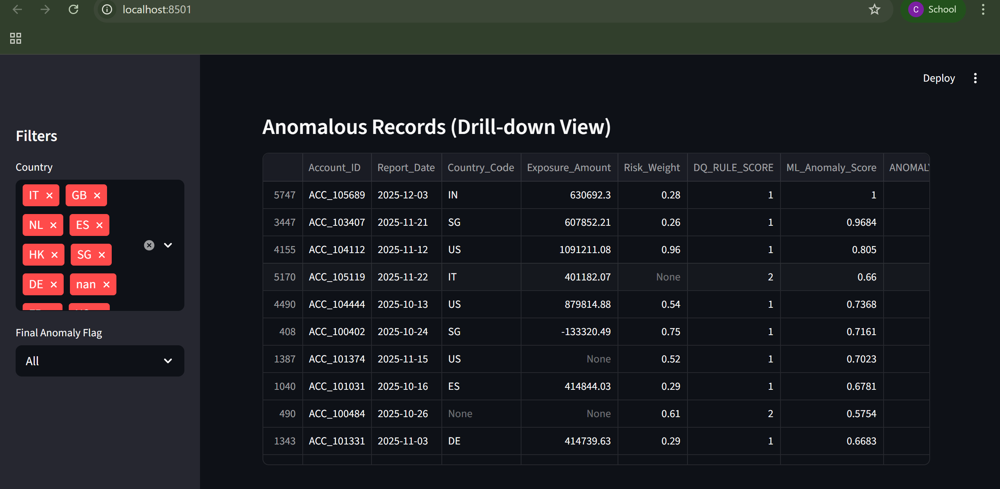 localhost:8501
C School
Deploy
Filters
Country
IT × GB ×
NL × ES ×
HK × SG ×
DE × nan ×
Final Anomaly Flag
All
Anomalous Records (Drill-down View)
Account_ID Report_Date Country_Code Exposure_Amount Risk_Weight DQ_RULE_SCORE ML_Anomaly_Score ANOMAL
5747 ACC_105689 2025-12-03 IN 630692.3 0.28 1 1
3447 ACC_103407 2025-11-21 SG 607852.21 0.26 1 0.9684
4155 ACC_104112 2025-11-12 US 1091211.08 0.96 1 0.805
5170 ACC_105119 2025-11-22 IT 401182.07 None 2 0.66
4490 ACC_104444 2025-10-13 US 879814.88 0.54 1 0.7368
408 ACC_100402 2025-10-24 SG -133320.49 0.75 1 0.7161
1387 ACC_101374 2025-11-15 US None 0.52 1 0.7023
1040 ACC_101031 2025-10-16 ES 414844.03 0.29 1 0.6781
490 ACC_100484 2025-10-26 None None 0.61 2 0.5754
1343 ACC_101331 2025-11-03 DE 414739.63 0.29 1 0.6683